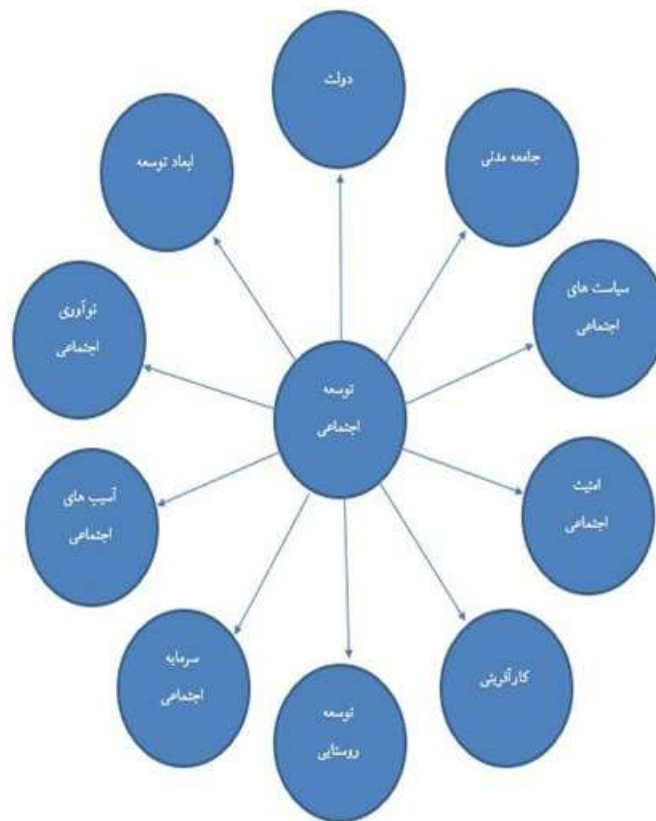 دولت
جامعه مدنی
ابعاد توسعه
سیاست های
اجتماعی
نوآوری
اجتماعی
توسعه
اجتماعی
امنیت
اجتماعی
آسیب های
اجتماعی
سرمایه
اجتماعی
کارآفرینی
توسعه
روستایی